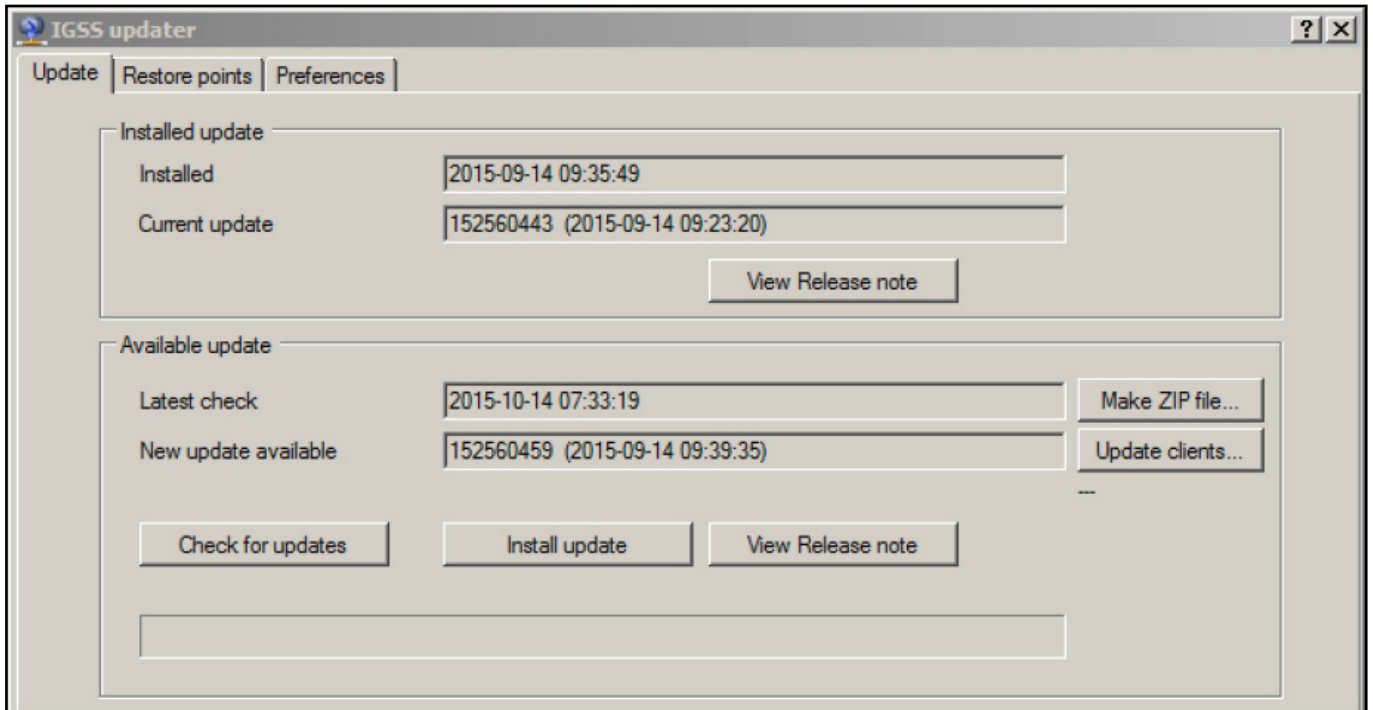 IGSS updater
Update Restore points Preferences
Installed update
Installed 2015-09-14 09:35:49
Current update 152560443 (2015-09-14 09:23:20)
View Release note
Available update
Latest check 2015-10-14 07:33:19 Make ZIP file...
New update available 152560459 (2015-09-14 09:39:35) Update clients...
---
Check for updates Install update View Release note